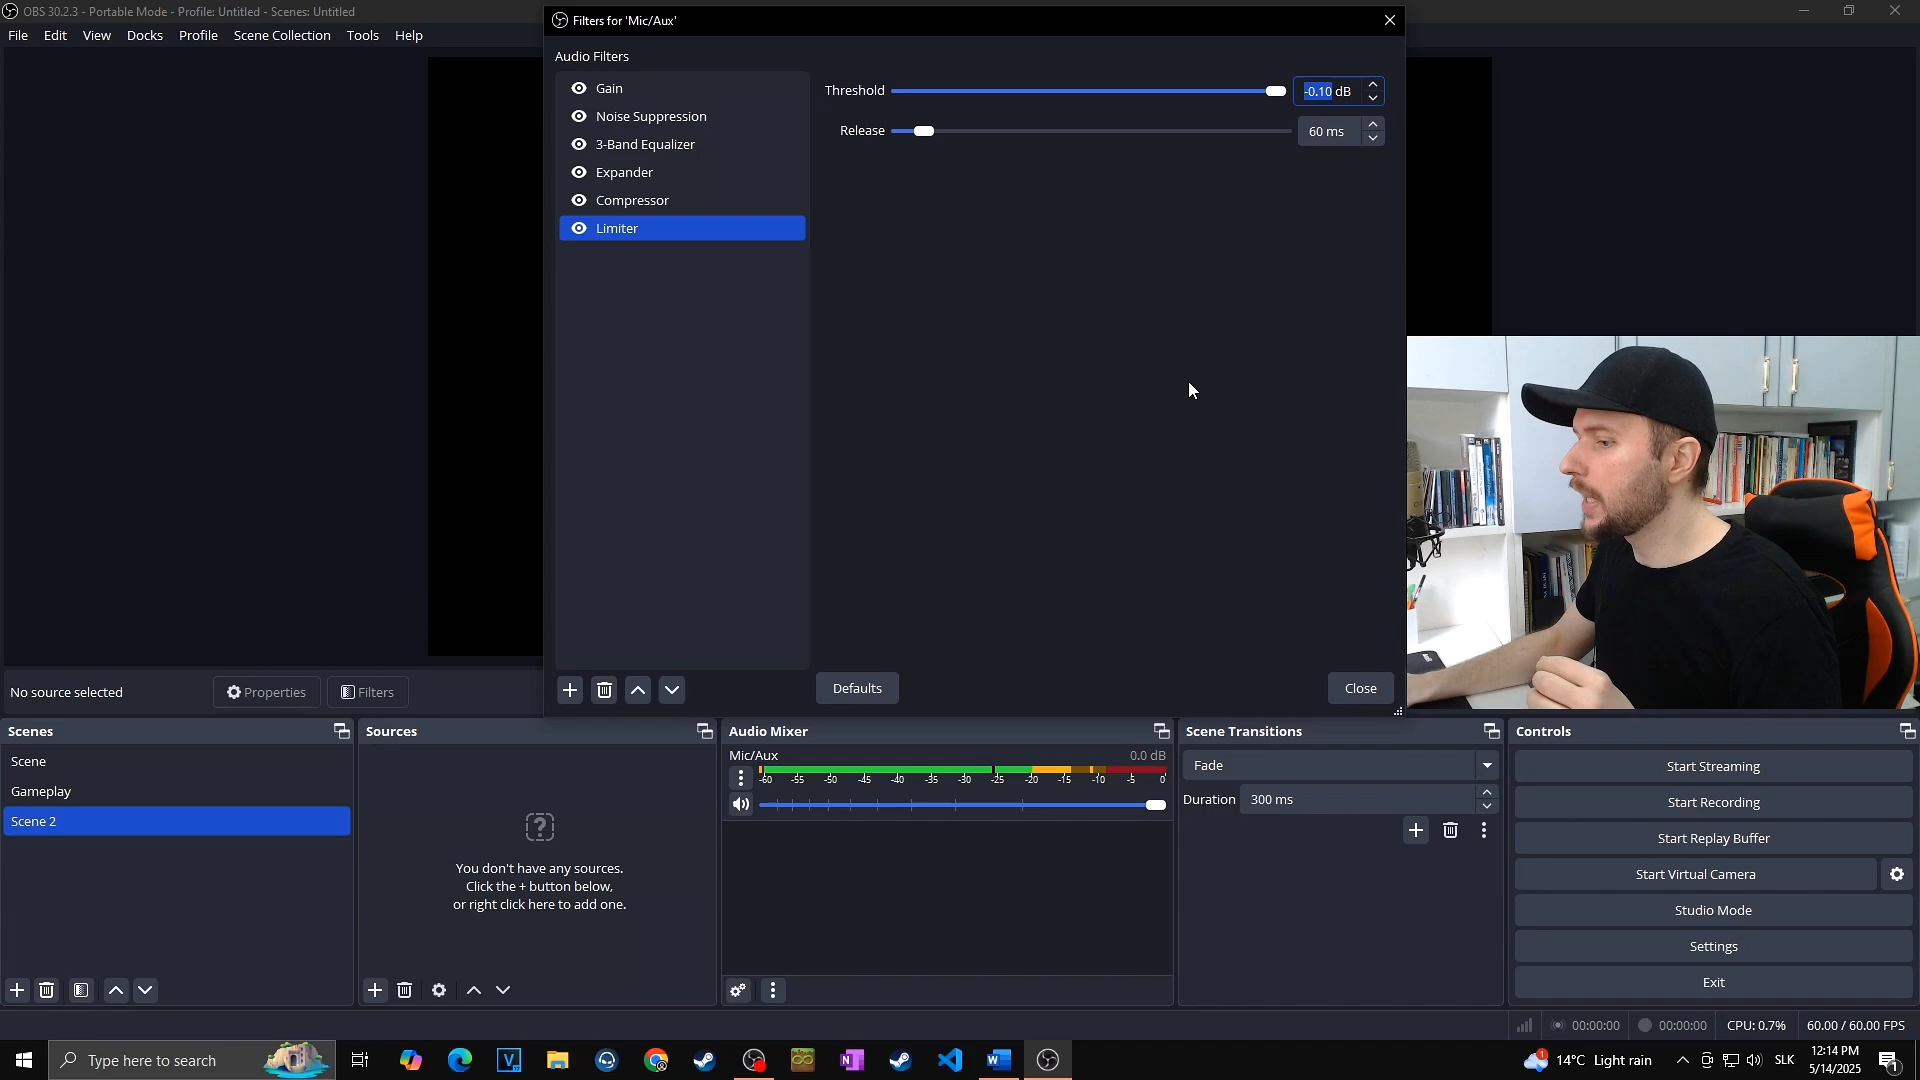 OBS 30.2.3 - Portable Mode - Profile: Untitled - Scenes: Untitled
File Edit View Docks Profile Scene Collection Tools Help
Filters for 'Mic/Aux'
Audio Filters
Gain
Noise Suppression
3-Band Equalizer
Expander
Compressor
Limiter
Threshold -0.10 dB
Release 60 ms
Defaults
Close
No source selected
Properties
Filters
Scenes
Scene
Gameplay
Scene 2
Sources
You don't have any sources.
Click the + button below,
or right click here to add one.
Audio Mixer
Mic/Aux 0.0 dB
-60 -55 -50 -45 -40 -35 -30 -25 -20 -15 -10 -5 0
Scene Transitions
Fade
Duration 300 ms
Controls
Start Streaming
Start Recording
Start Replay Buffer
Start Virtual Camera
Studio Mode
Settings
Exit
00:00:00 00:00:00 CPU: 0.7% 60.00 / 60.00 FPS
Type here to search
1 14°C Light rain
SLK
12:14 PM
5/14/2025
1